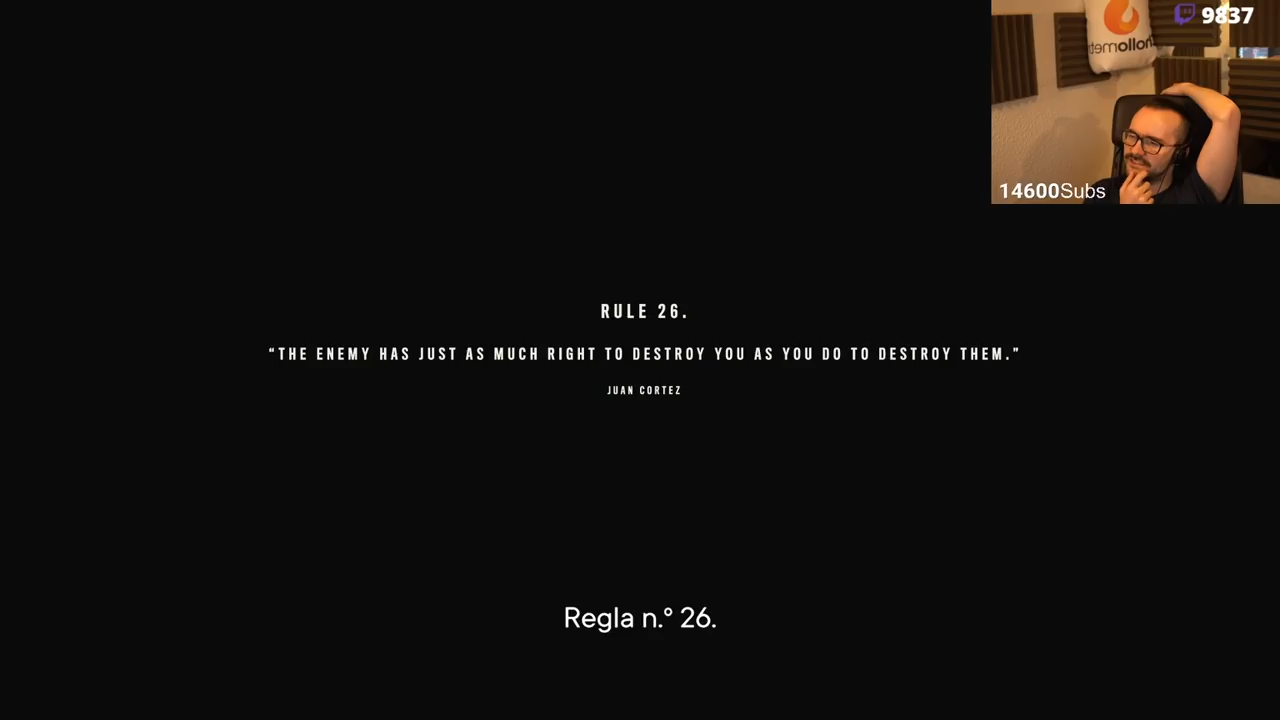 9837
14600Subs
RULE 26.
“THE ENEMY HAS JUST AS MUCH RIGHT TO DESTROY YOU AS YOU DO TO DESTROY THEM.”
JUAN CORTEZ
Regla n.º 26.